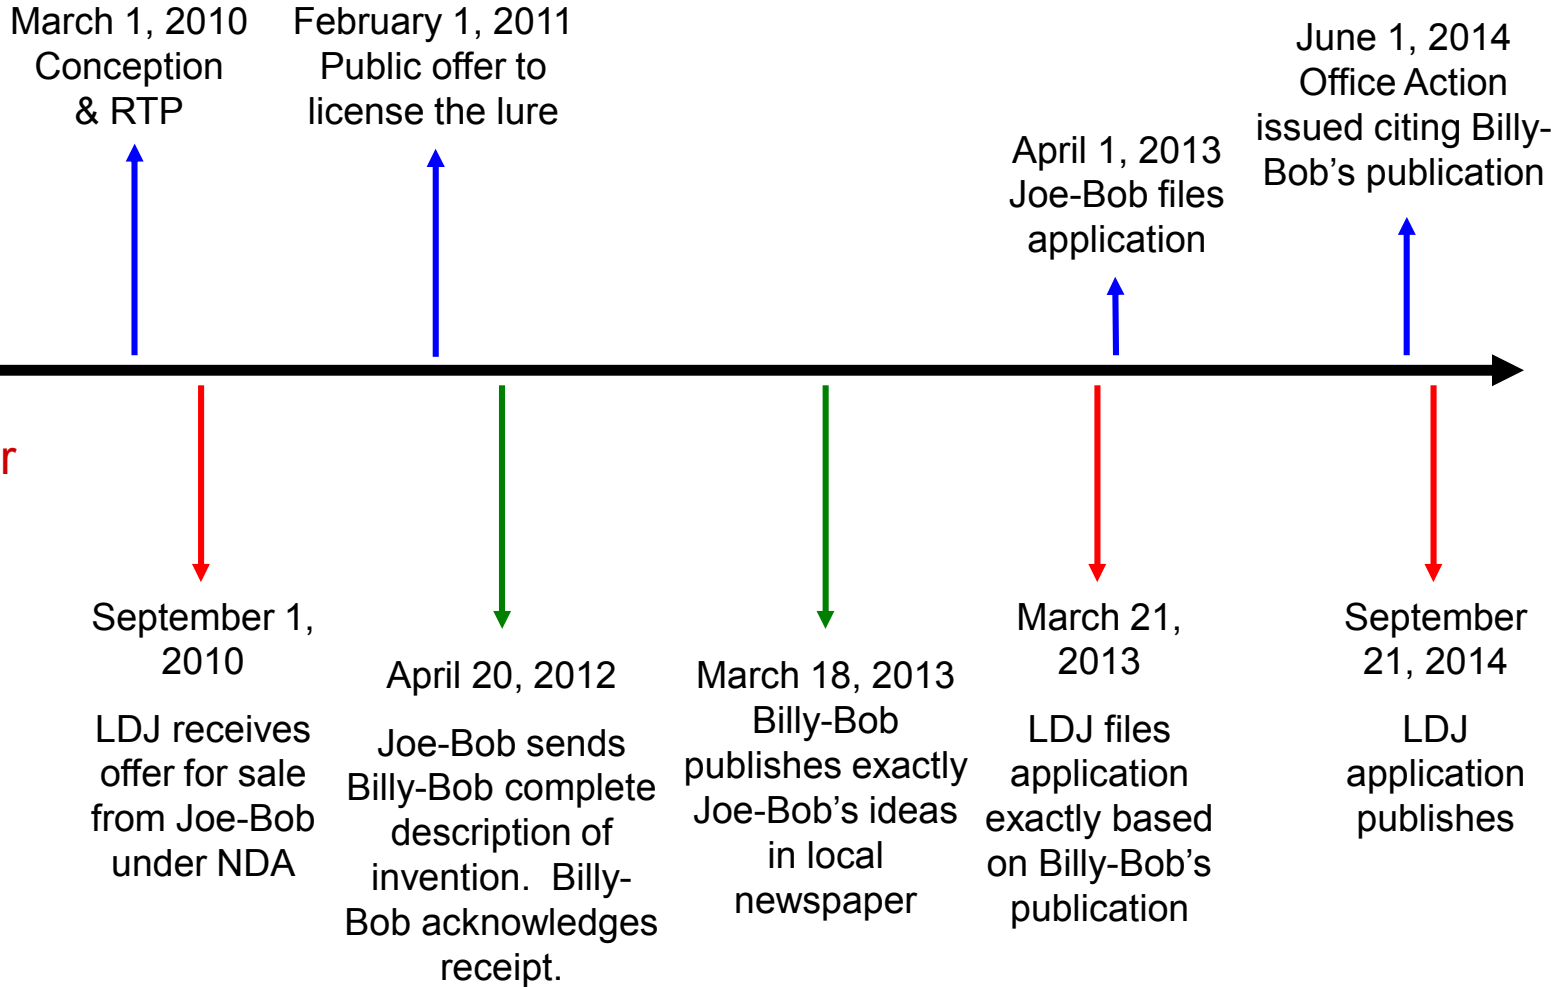 March 1, 2010
Conception
& RTP
February 1, 2011
Public offer to
license the lure
April 1, 2013
Joe-Bob files
application
June 1, 2014
Office Action
issued citing Billy-
Bob’s publication
r
September 1,
2010
LDJ receives
offer for sale
from Joe-Bob
under NDA
April 20, 2012
Joe-Bob sends
Billy-Bob complete
description of
invention. Billy-
Bob acknowledges
receipt.
March 18, 2013
Billy-Bob
publishes exactly
Joe-Bob’s ideas
in local
newspaper
March 21,
2013
LDJ files
application
exactly based
on Billy-Bob’s
publication
September
21, 2014
LDJ
application
publishes